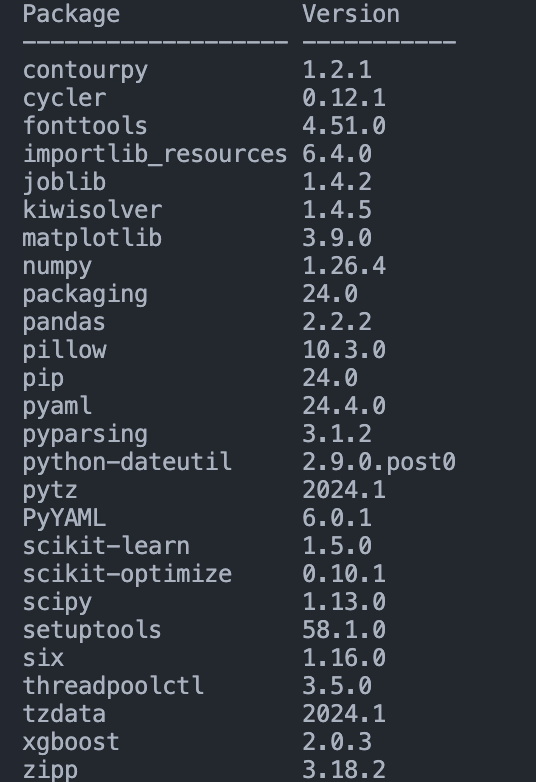 Package Version
------------------- -----------
contourpy 1.2.1
cycler 0.12.1
fonttools 4.51.0
importlib_resources 6.4.0
joblib 1.4.2
kiwisolver 1.4.5
matplotlib 3.9.0
numpy 1.26.4
packaging 24.0
pandas 2.2.2
pillow 10.3.0
pip 24.0
pyaml 24.4.0
pyparsing 3.1.2
python-dateutil 2.9.0.post0
pytz 2024.1
PyYAML 6.0.1
scikit-learn 1.5.0
scikit-optimize 0.10.1
scipy 1.13.0
setuptools 58.1.0
six 1.16.0
threadpoolctl 3.5.0
tzdata 2024.1
xgboost 2.0.3
zipp 3.18.2